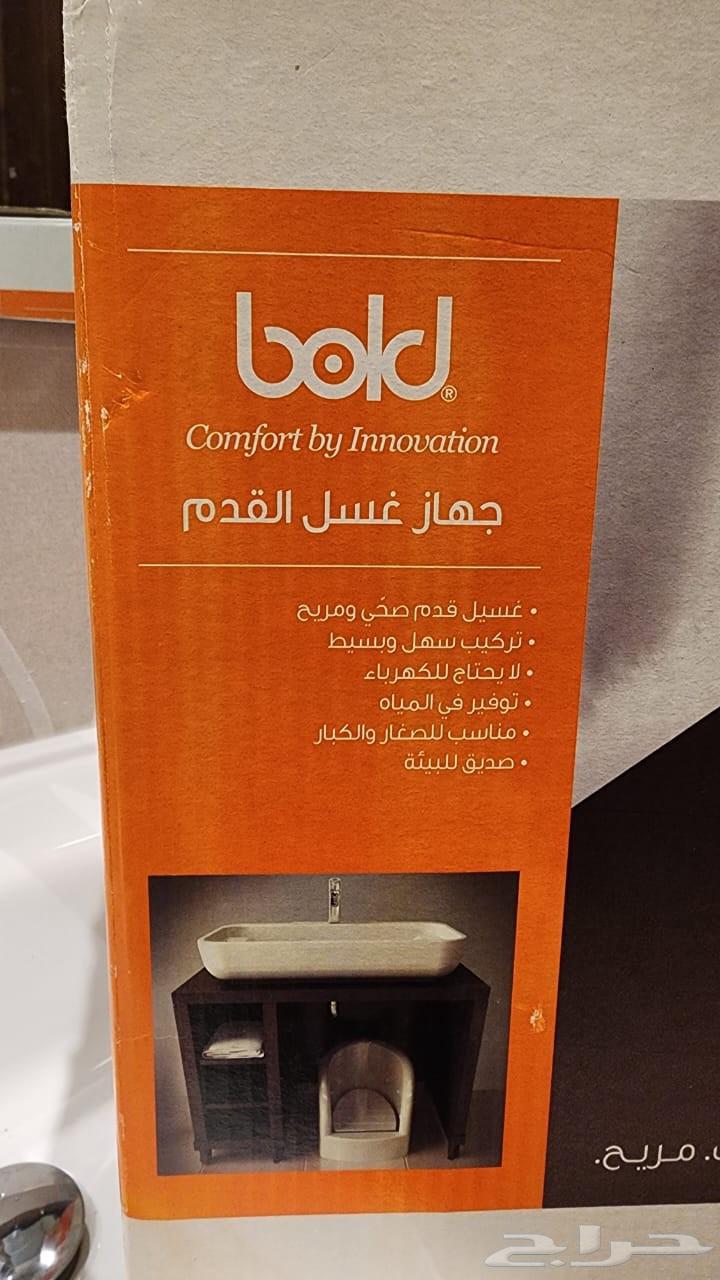 bold®
Comfort by Innovation
جهاز غسل القدم
• غسيل قدم صحّي ومريح
• تركيب سهل وبسيط
• لا يحتاج للكهرباء
• توفير في المياه
• مناسب للصغار والكبار
• صديق للبيئة
مريح.
حراج